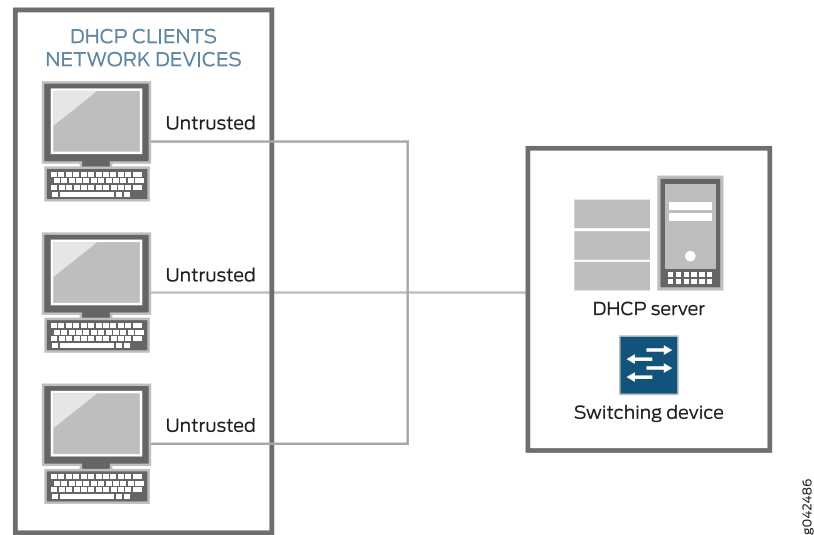 DHCP CLIENTS
NETWORK DEVICES
Untrusted
Untrusted
Untrusted
DHCP server
Switching device
g042486